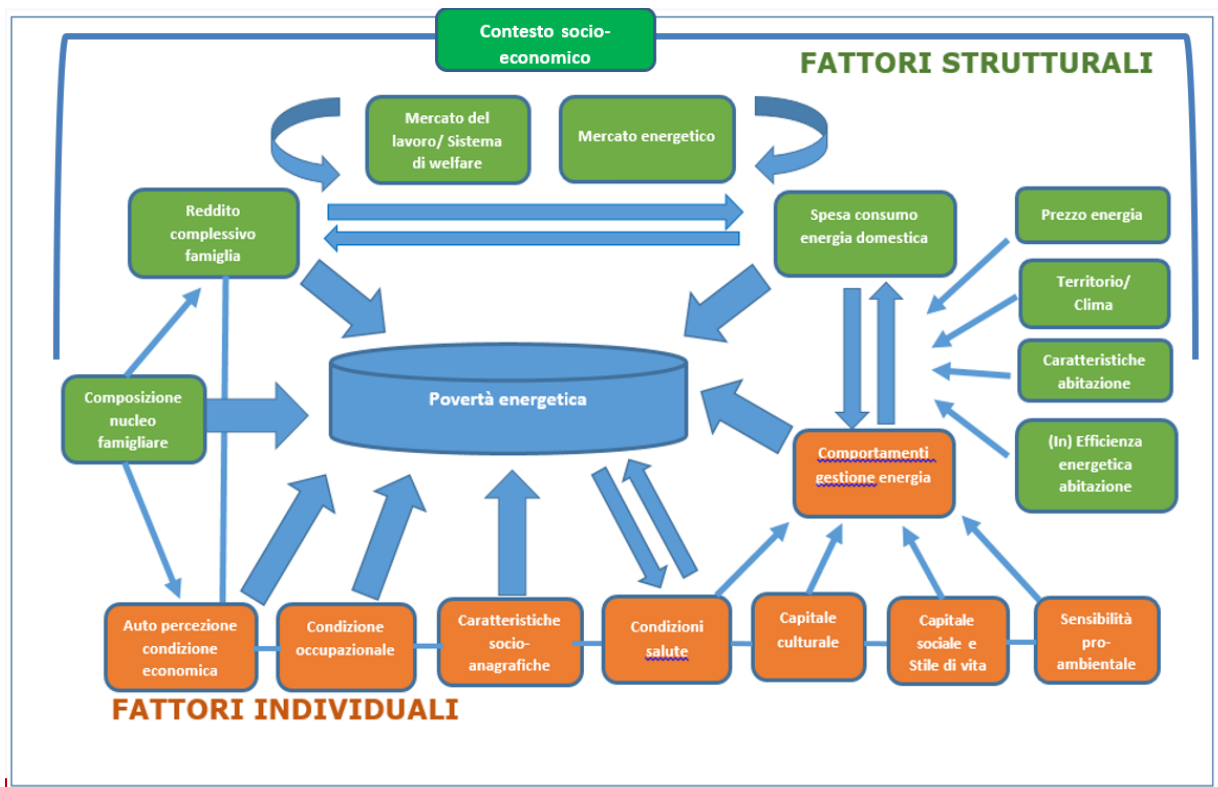 Contesto socio-
economico
FATTORI STRUTTURALI
Mercato del
lavoro/ Sistema
di welfare
Mercato energetico
Reddito
complessivo
famiglia
Spesa consumo
energia domestica
Prezzo energia
Territorio/
Clima
Caratteristiche
abitazione
(In) Efficienza
energetica
abitazione
Composizione
nucleo
famigliare
Povertà energetica
Comportamenti
gestione energia
Auto percezione
condizione
economica
Condizione
occupazionale
Caratteristiche
socio-
anagrafiche
Condizioni
salute
Capitale
culturale
Capitale
sociale e
Stile di vita
Sensibilità
pro-
ambientale
FATTORI INDIVIDUALI